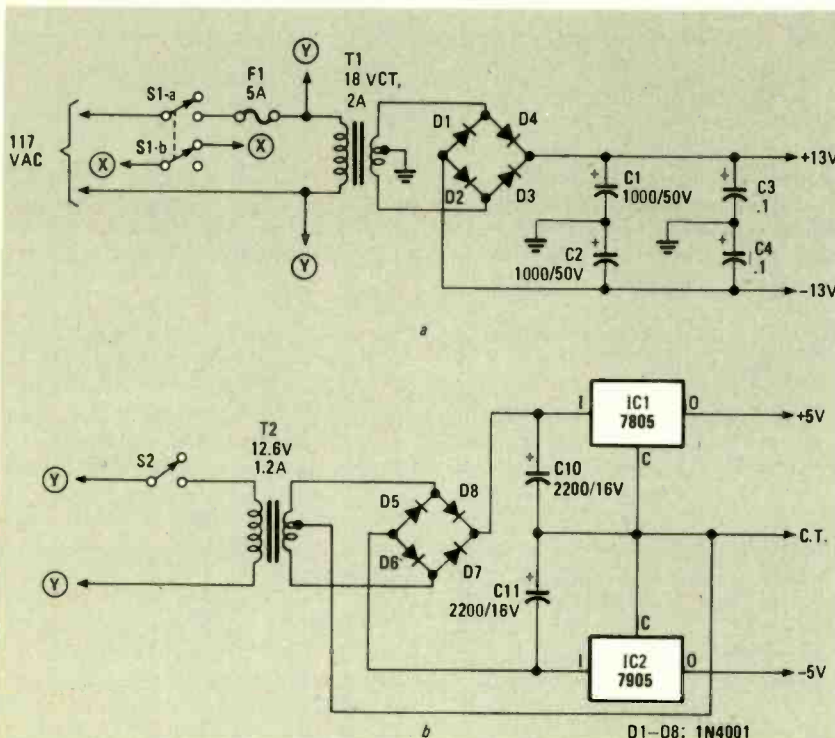 117
VAC
S1-a
S1-b
X
X
F1
5A
Y
Y
T1
18 VCT,
2A
D1
D4
D2
D3
C1
1000/50V
C2
1000/50V
C3
.1
C4
.1
+13V
−13V
a
Y
Y
S2
T2
12.6V
1.2A
D5
D8
D6
D7
C10
2200/16V
C11
2200/16V
I
IC1
7805
O
C
+5V
C.T.
C
I
IC2
7905
O
−5V
b
D1–D8: 1N4001